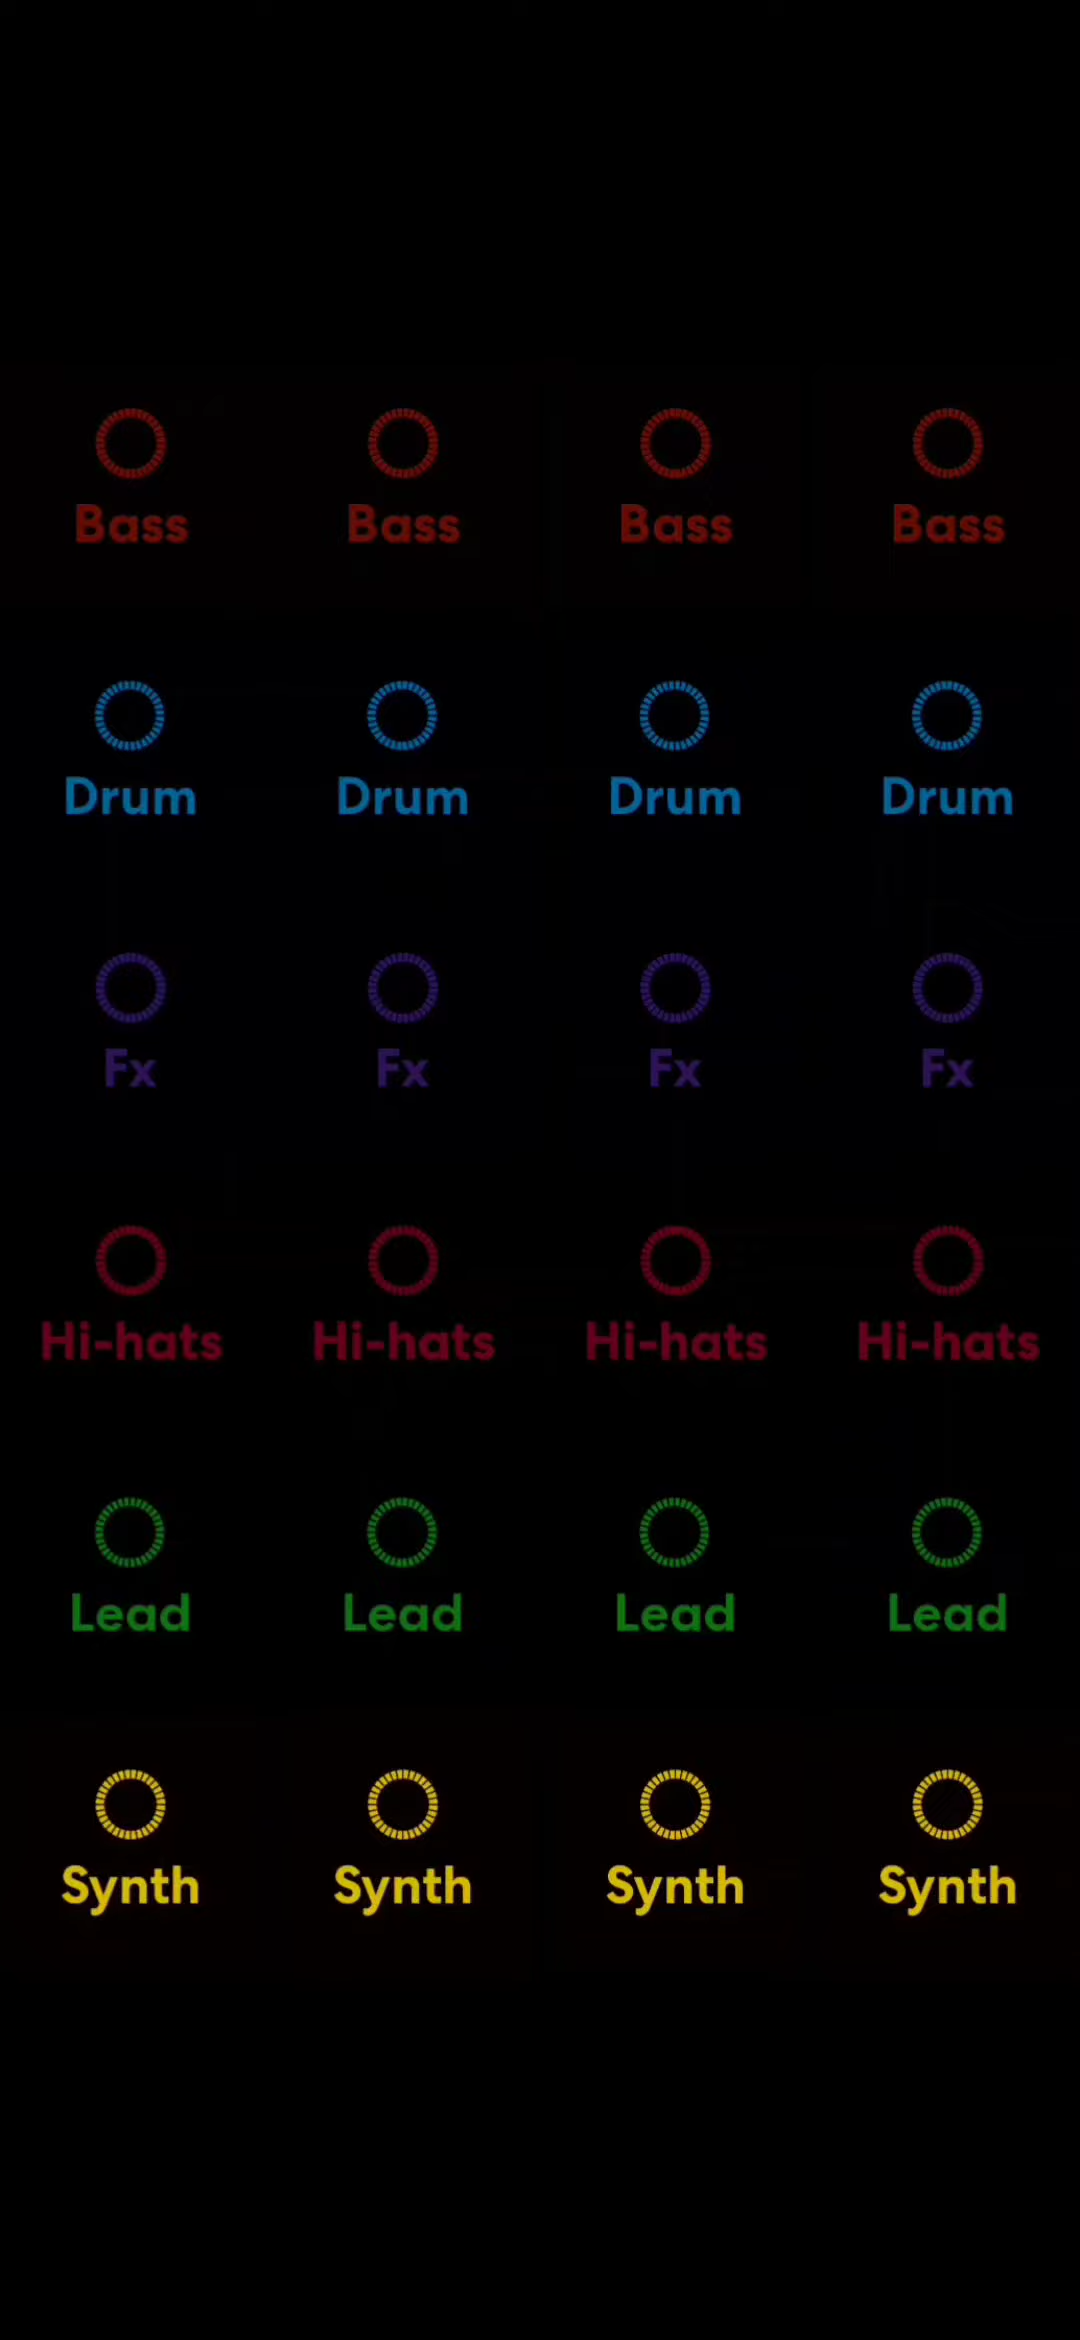 Bass Bass Bass Bass
Drum Drum Drum Drum
Fx Fx Fx Fx
Hi-hats Hi-hats Hi-hats Hi-hats
Lead Lead Lead Lead
Synth Synth Synth Synth